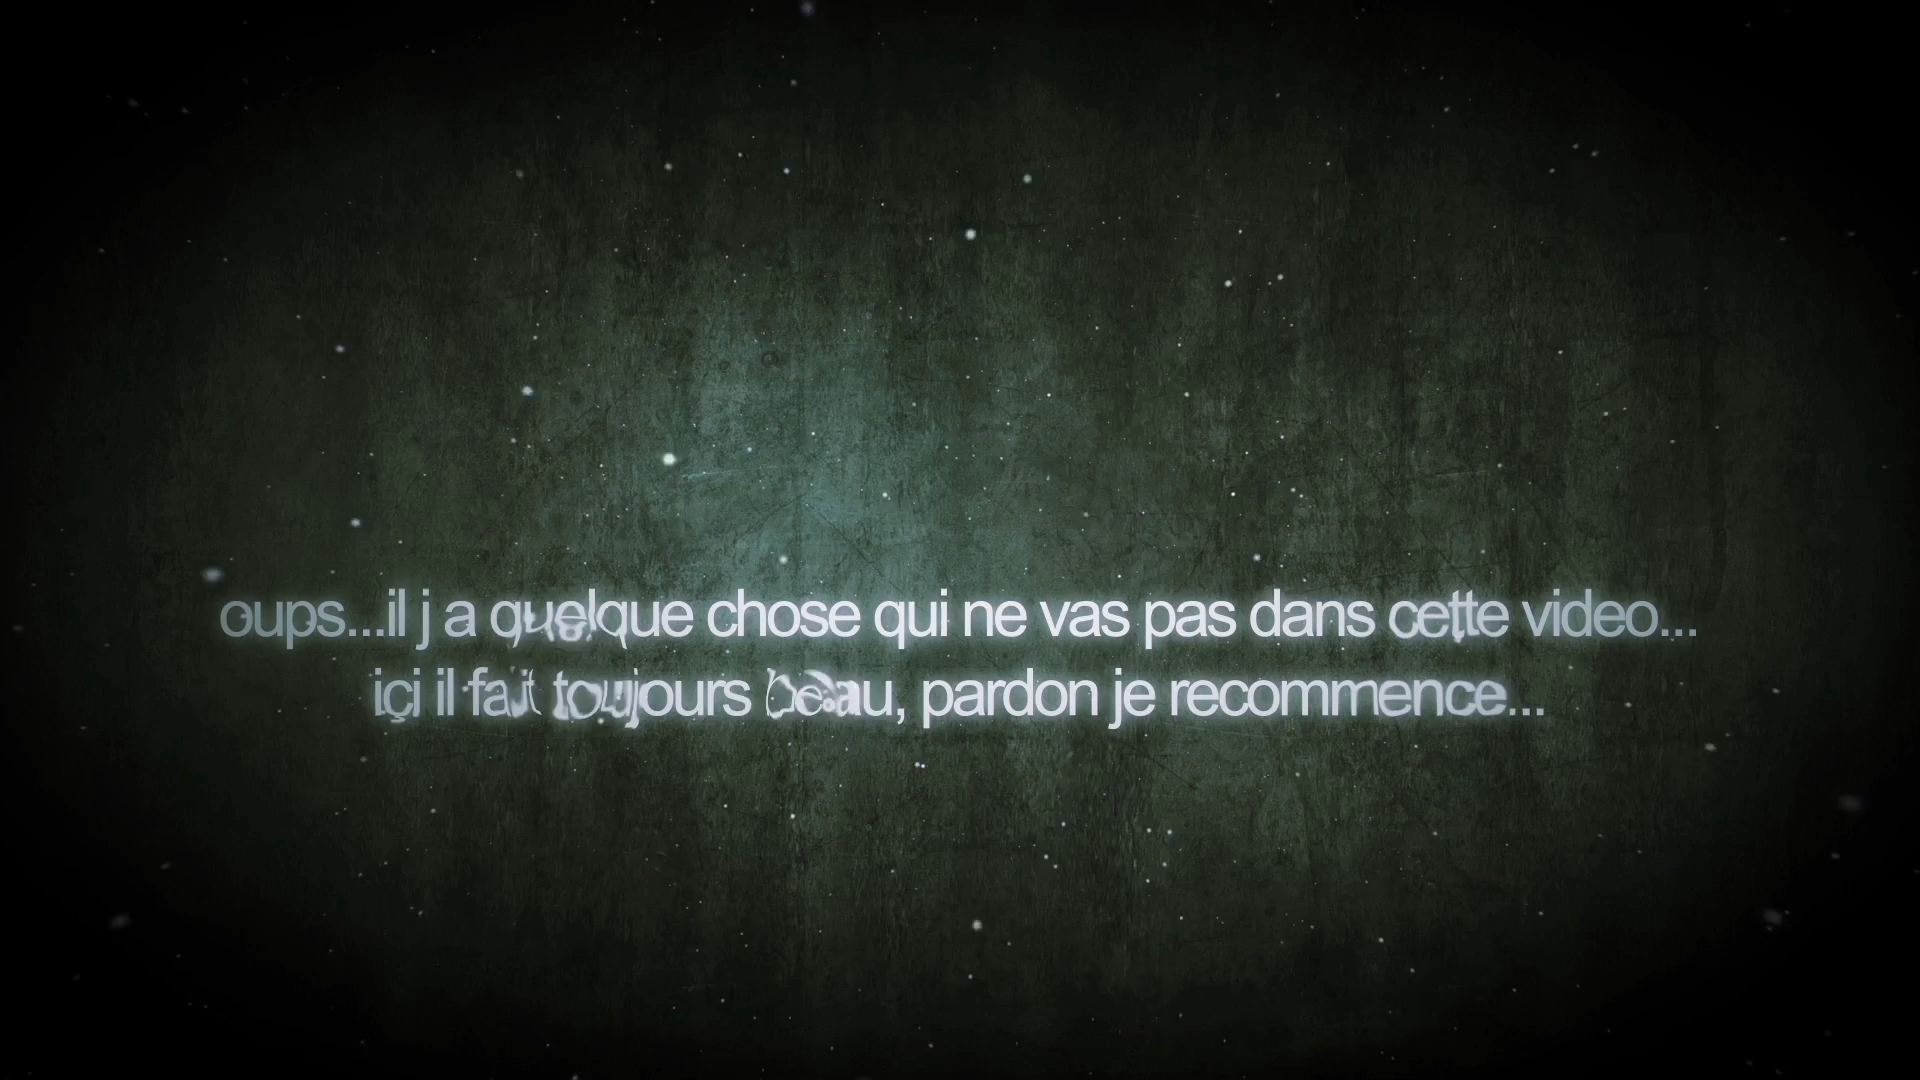 oups...il j a quelque chose qui ne vas pas dans cette video...
içi il fait toujours beau, pardon je recommence...